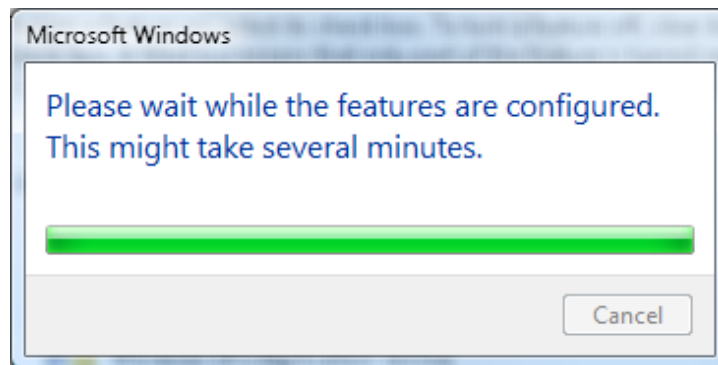 Microsoft Windows
Please wait while the features are configured.
This might take several minutes.
Cancel